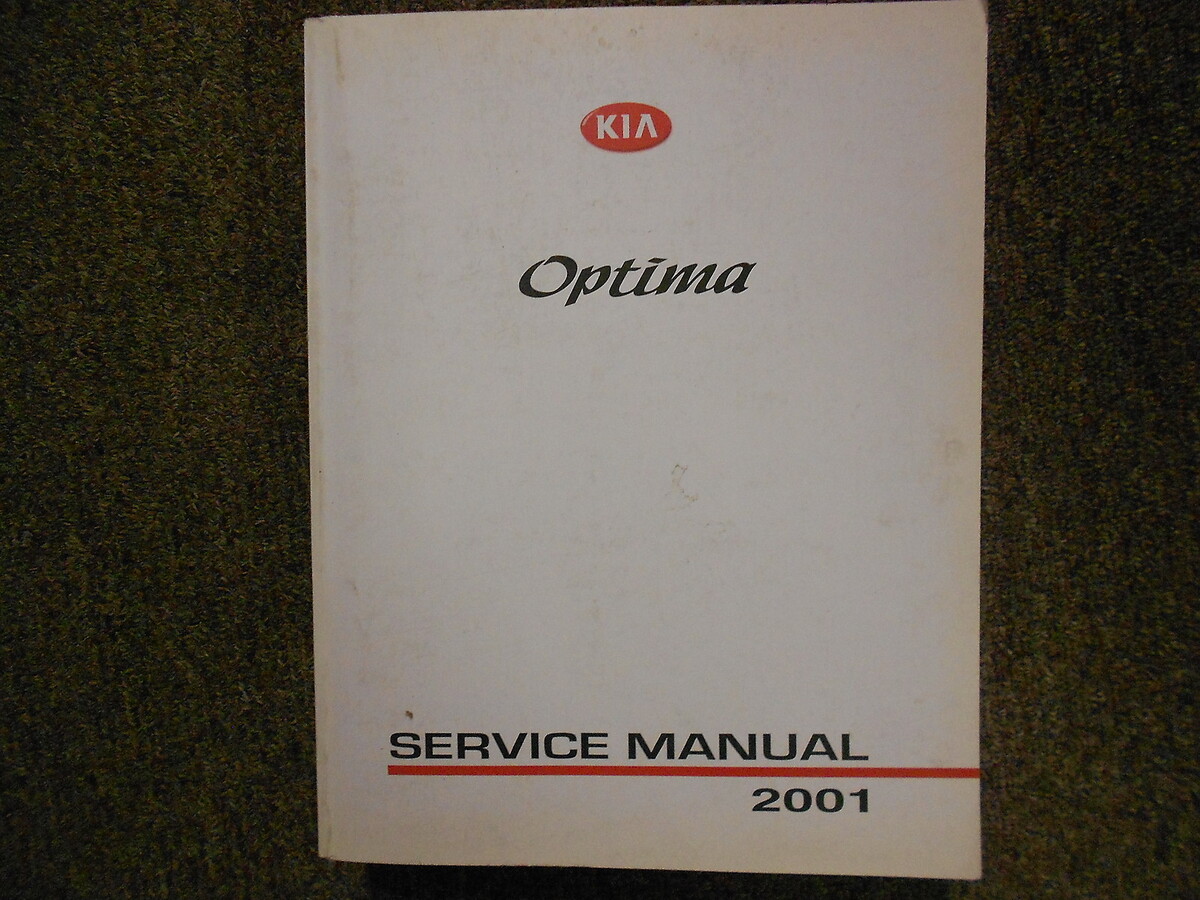 KIA
Optima
SERVICE MANUAL
2001